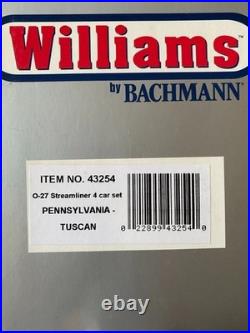 Williams
by BACHMANN
ITEM NO. 43254
O-27 Streamliner 4 car set
PENNSYLVANIA -
TUSCAN
0 22899 43254 0